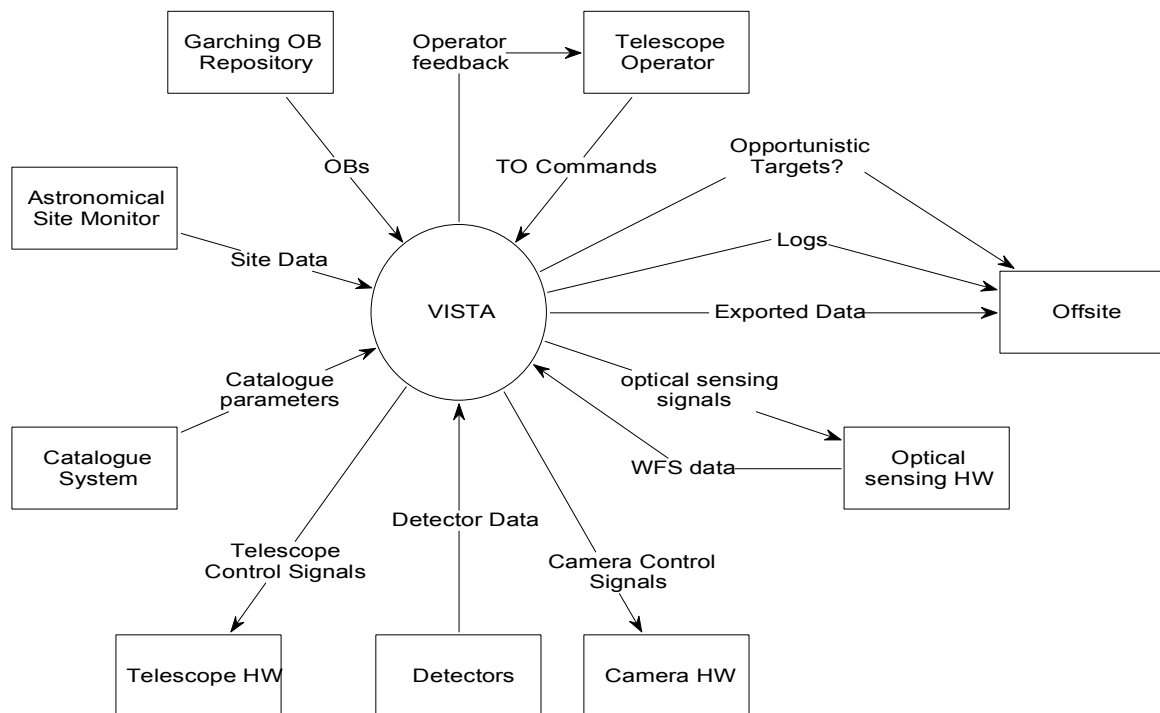 Garching OB
Repository
Operator
feedback
Telescope
Operator
OBs
TO Commands
Opportunistic
Targets?
Astronomical
Site Monitor
Site Data
Logs
VISTA
Exported Data
Offsite
Catalogue
parameters
optical sensing
signals
Catalogue
System
WFS data
Optical
sensing HW
Detector Data
Telescope
Control Signals
Camera Control
Signals
Telescope HW
Detectors
Camera HW